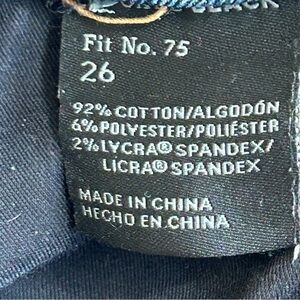 BLACK
Fit No. 75
26
92% COTTON/ALGODÓN
6% POLYESTER/POLIÉSTER
2% LYCRA® SPANDEX/
LICRA® SPANDEX
MADE IN CHINA
HECHO EN CHINA